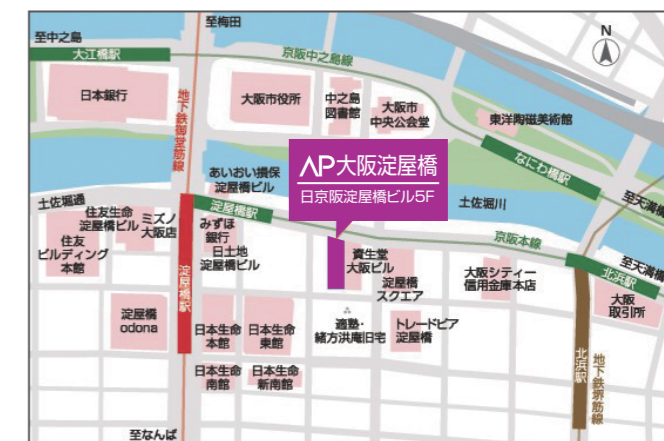 至梅田
N
至中之島
大江橋駅
京阪中之島線
日本銀行
地下鉄御堂筋線
大阪市役所
中之島
図書館
大阪市
中央公会堂
東洋陶磁美術館
なにわ橋駅
AP大阪淀屋橋
日京阪淀屋橋ビル5F
あいおい損保
淀屋橋ビル
土佐堀通
淀屋橋駅
土佐堀川
至天満橋
住友生命
淀屋橋ビル
ミズノ
大阪店
みずほ
銀行
京阪本線
住友
ビルディング
本館
日土地
淀屋橋ビル
資生堂
大阪ビル
淀屋橋
スクエア
大阪シティー
信用金庫本店
至天満橋
北浜駅
大阪
取引所
淀屋橋駅
淀屋橋
odona
日本生命
本館
日本生命
東館
適塾・
緒方洪庵旧宅
トレードピア
淀屋橋
日本生命
南館
日本生命
新南館
北浜駅
地下鉄堺筋線
至なんば